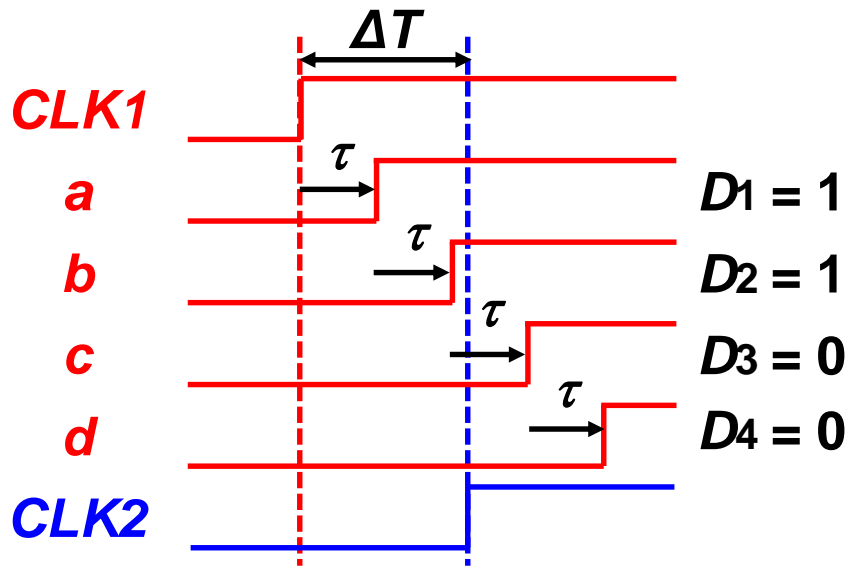 ΔT
CLK1
τ
a
D1 = 1
τ
b
D2 = 1
τ
c
D3 = 0
τ
d
D4 = 0
CLK2